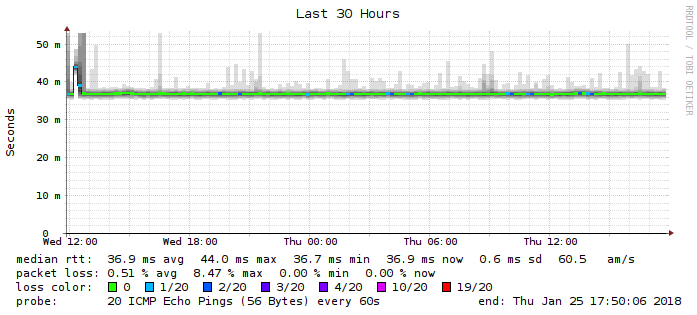 Last 30 Hours
RRDTOOL / TOBI OETIKER
Seconds
50 m
40 m
30 m
20 m
10 m
0
Wed 12:00 Wed 18:00 Thu 00:00 Thu 06:00 Thu 12:00
median rtt: 36.9 ms avg 44.0 ms max 36.7 ms min 36.9 ms now 0.6 ms sd 60.5 am/s
packet loss: 0.51 % avg 8.47 % max 0.00 % min 0.00 % now
loss color: 0 1/20 2/20 3/20 4/20 10/20 19/20
probe: 20 ICMP Echo Pings (56 Bytes) every 60s end: Thu Jan 25 17:50:06 2018